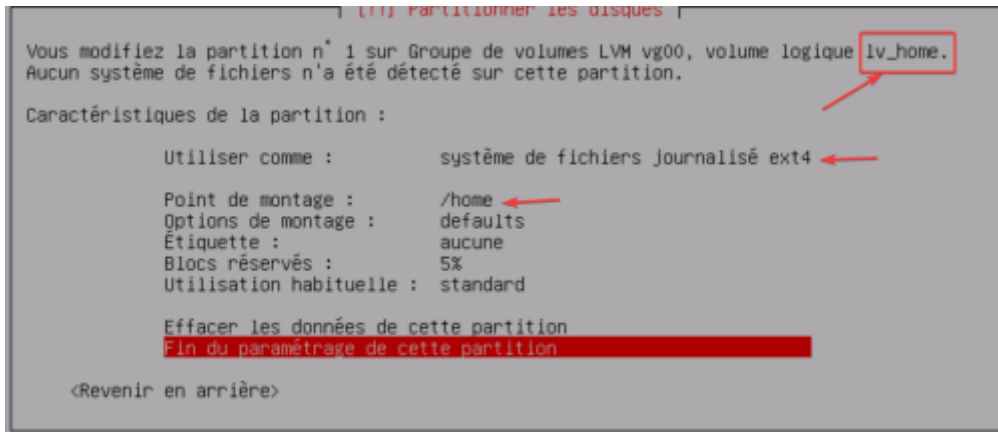 [!!] Partitionner les disques
Vous modifiez la partition n° 1 sur Groupe de volumes LVM vg00, volume logique lv_home.
Aucun système de fichiers n'a été détecté sur cette partition.
Caractéristiques de la partition :
Utiliser comme : système de fichiers journalisé ext4
Point de montage : /home
Options de montage : defaults
Étiquette : aucune
Blocs réservés : 5%
Utilisation habituelle : standard
Effacer les données de cette partition
Fin du paramétrage de cette partition
<Revenir en arrière>